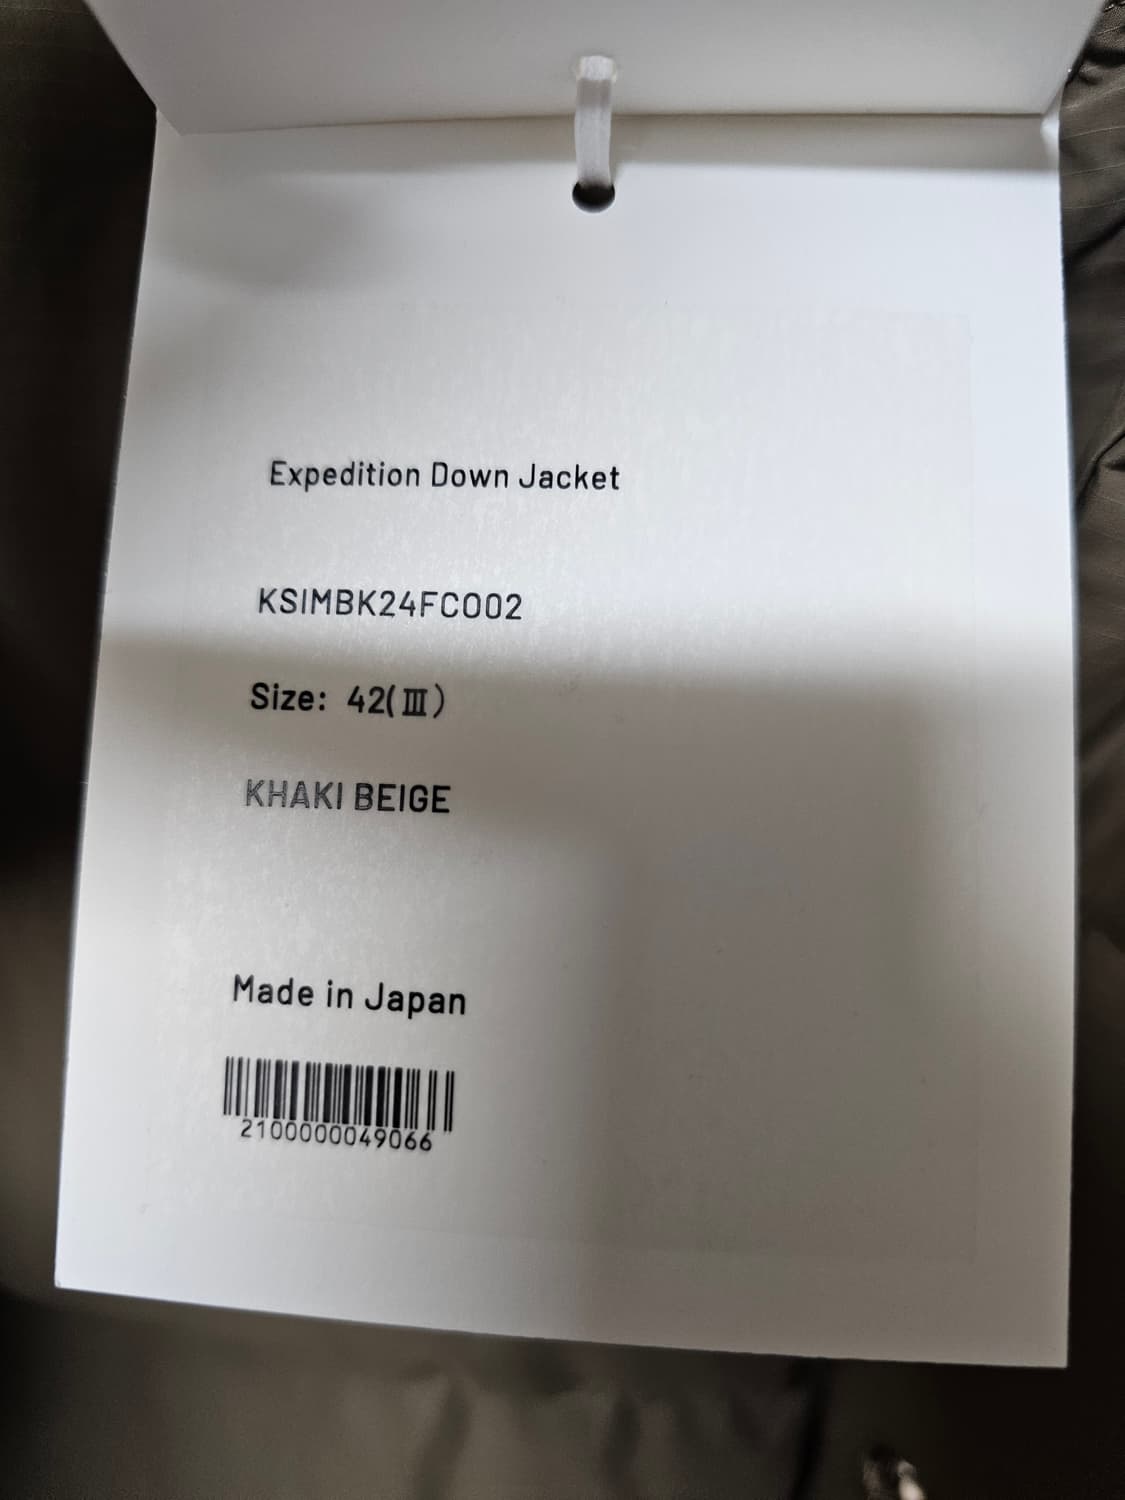 Expedition Down Jacket
KSIMBK24FC002
Size: 42(Ⅲ)
KHAKI BEIGE
Made in Japan
2100000049066